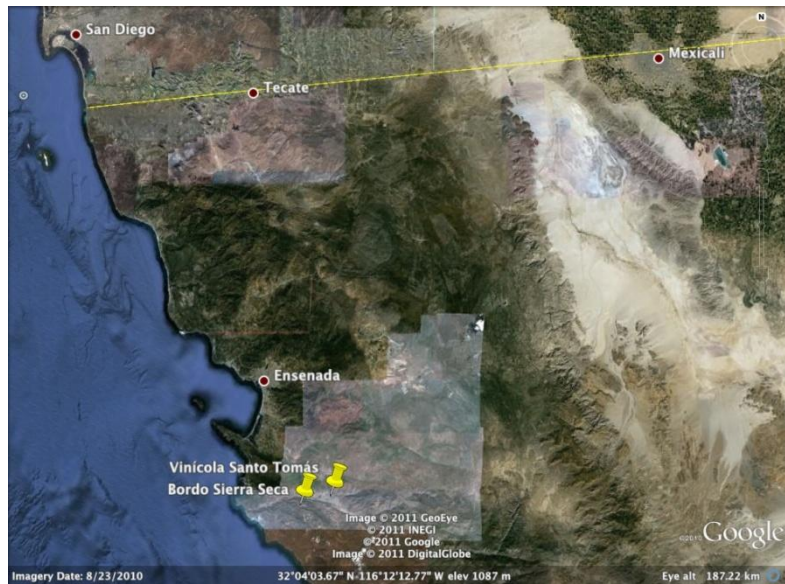 N
San Diego
Mexicali
Tecate
Ensenada
Vinícola Santo Tomás
Bordo Sierra Seca
Image © 2011 GeoEye
© 2011 INEGI
© 2011 Google
Image © 2011 DigitalGlobe
Google
Imagery Date: 8/23/2010
32°04'03.67" N 116°12'12.77" W elev 1087 m
Eye alt 187.22 km